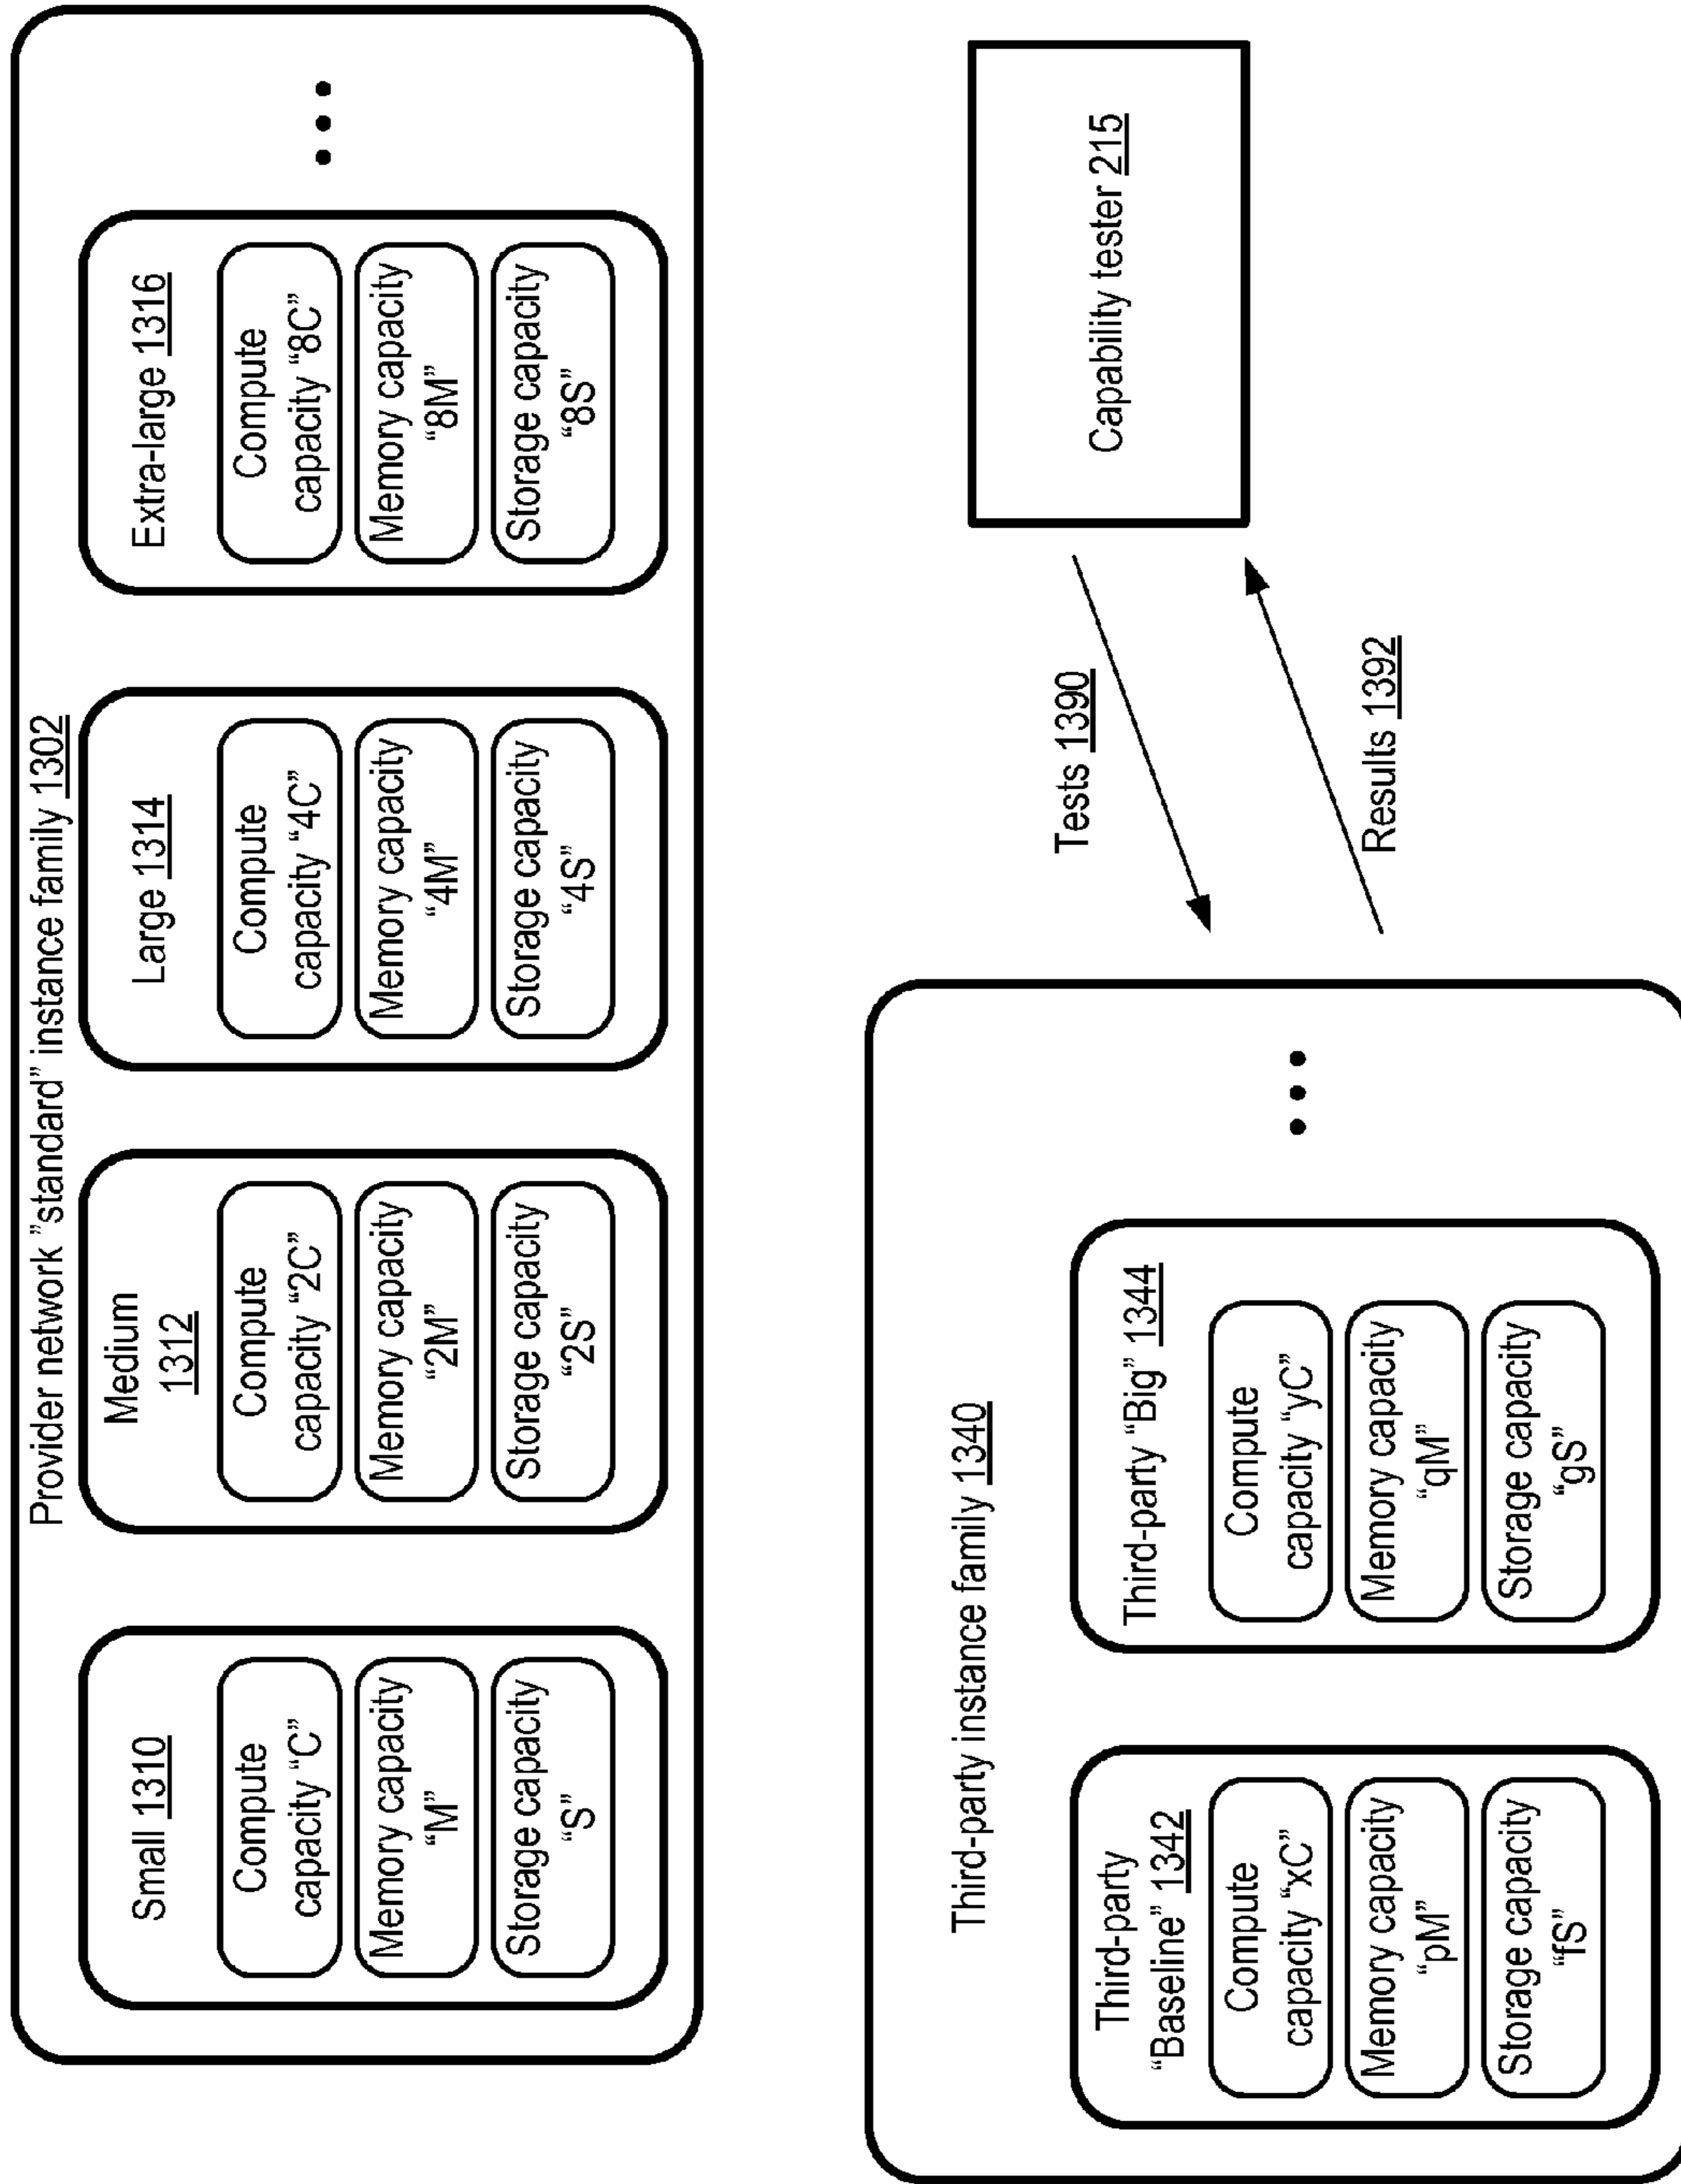 Provider network ”standard” instance family 1302
Small 1310
Compute
capacity “C”
Memory capacity
“M”
Storage capacity
“S”
Medium
1312
Compute
capacity “2C”
Memory capacity
“2M”
Storage capacity
“2S”
Large 1314
Compute
capacity “4C”
Memory capacity
“4M”
Storage capacity
“4S”
Extra-large 1316
Compute
capacity “8C”
Memory capacity
“8M”
Storage capacity
“8S”
Third-party instance family 1340
Third-party
“Baseline” 1342
Compute
capacity “xC”
Memory capacity
“pM”
Storage capacity
“fS”
Third-party “Big” 1344
Compute
capacity “yC”
Memory capacity
“qM”
Storage capacity
“gS”
Tests 1390
Results 1392
Capability tester 215